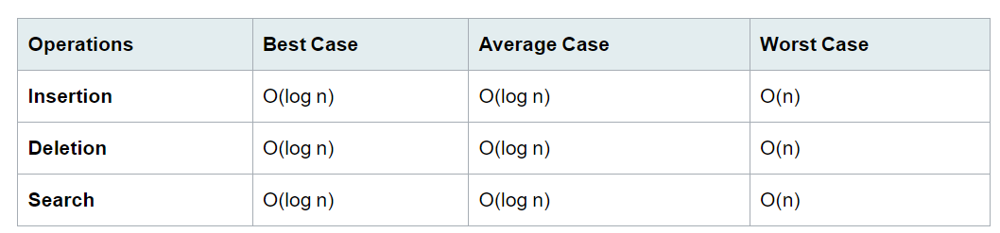 Operations Best Case Average Case Worst Case
Insertion O(log n) O(log n) O(n)
Deletion O(log n) O(log n) O(n)
Search O(log n) O(log n) O(n)